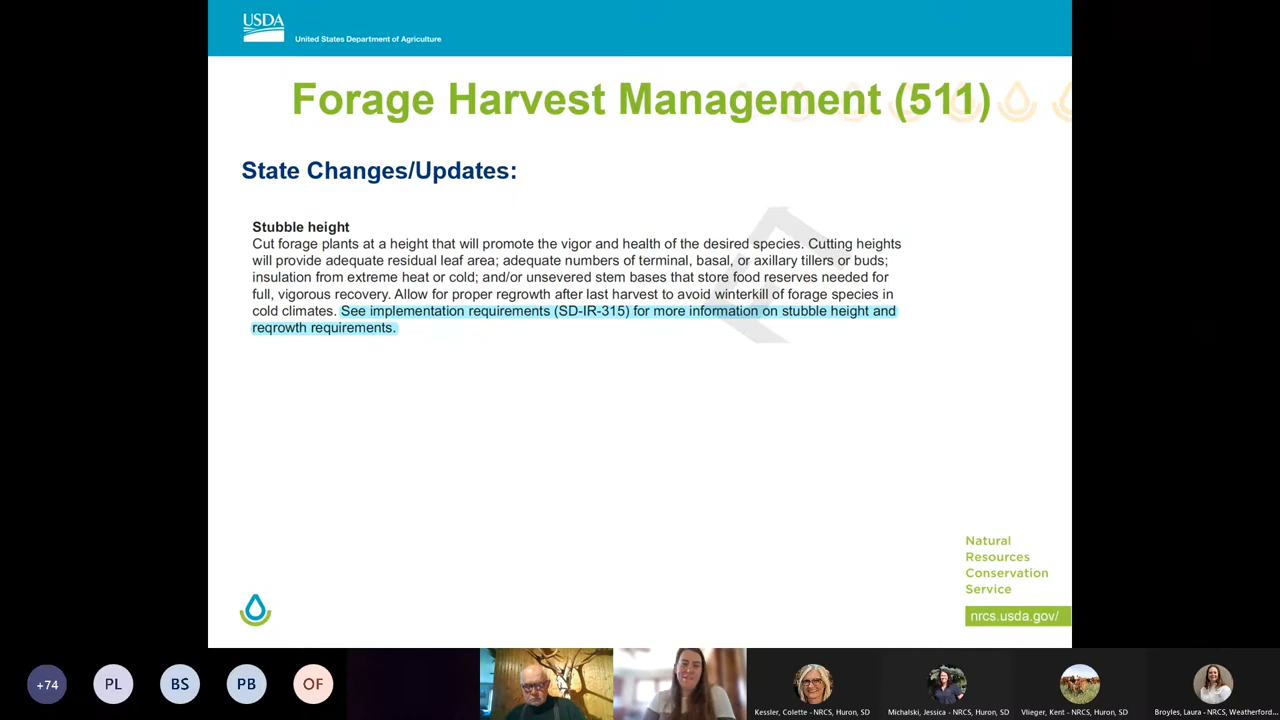 USDA
United States Department of Agriculture
Forage Harvest Management (511)
State Changes/Updates:
Stubble height
Cut forage plants at a height that will promote the vigor and health of the desired species. Cutting heights
will provide adequate residual leaf area; adequate numbers of terminal, basal, or axillary tillers or buds;
insulation from extreme heat or cold; and/or unsevered stem bases that store food reserves needed for
full, vigorous recovery. Allow for proper regrowth after last harvest to avoid winterkill of forage species in
cold climates. See implementation requirements (SD-IR-315) for more information on stubble height and
regrowth requirements.
Natural
Resources
Conservation
Service
nrcs.usda.gov/
+74
PL
BS
PB
OF
Kessler, Colette - NRCS, Huron, SD
Michalski, Jessica - NRCS, Huron, SD
Vlieger, Kent - NRCS, Huron, SD
Broyles, Laura - NRCS, Weatherford...